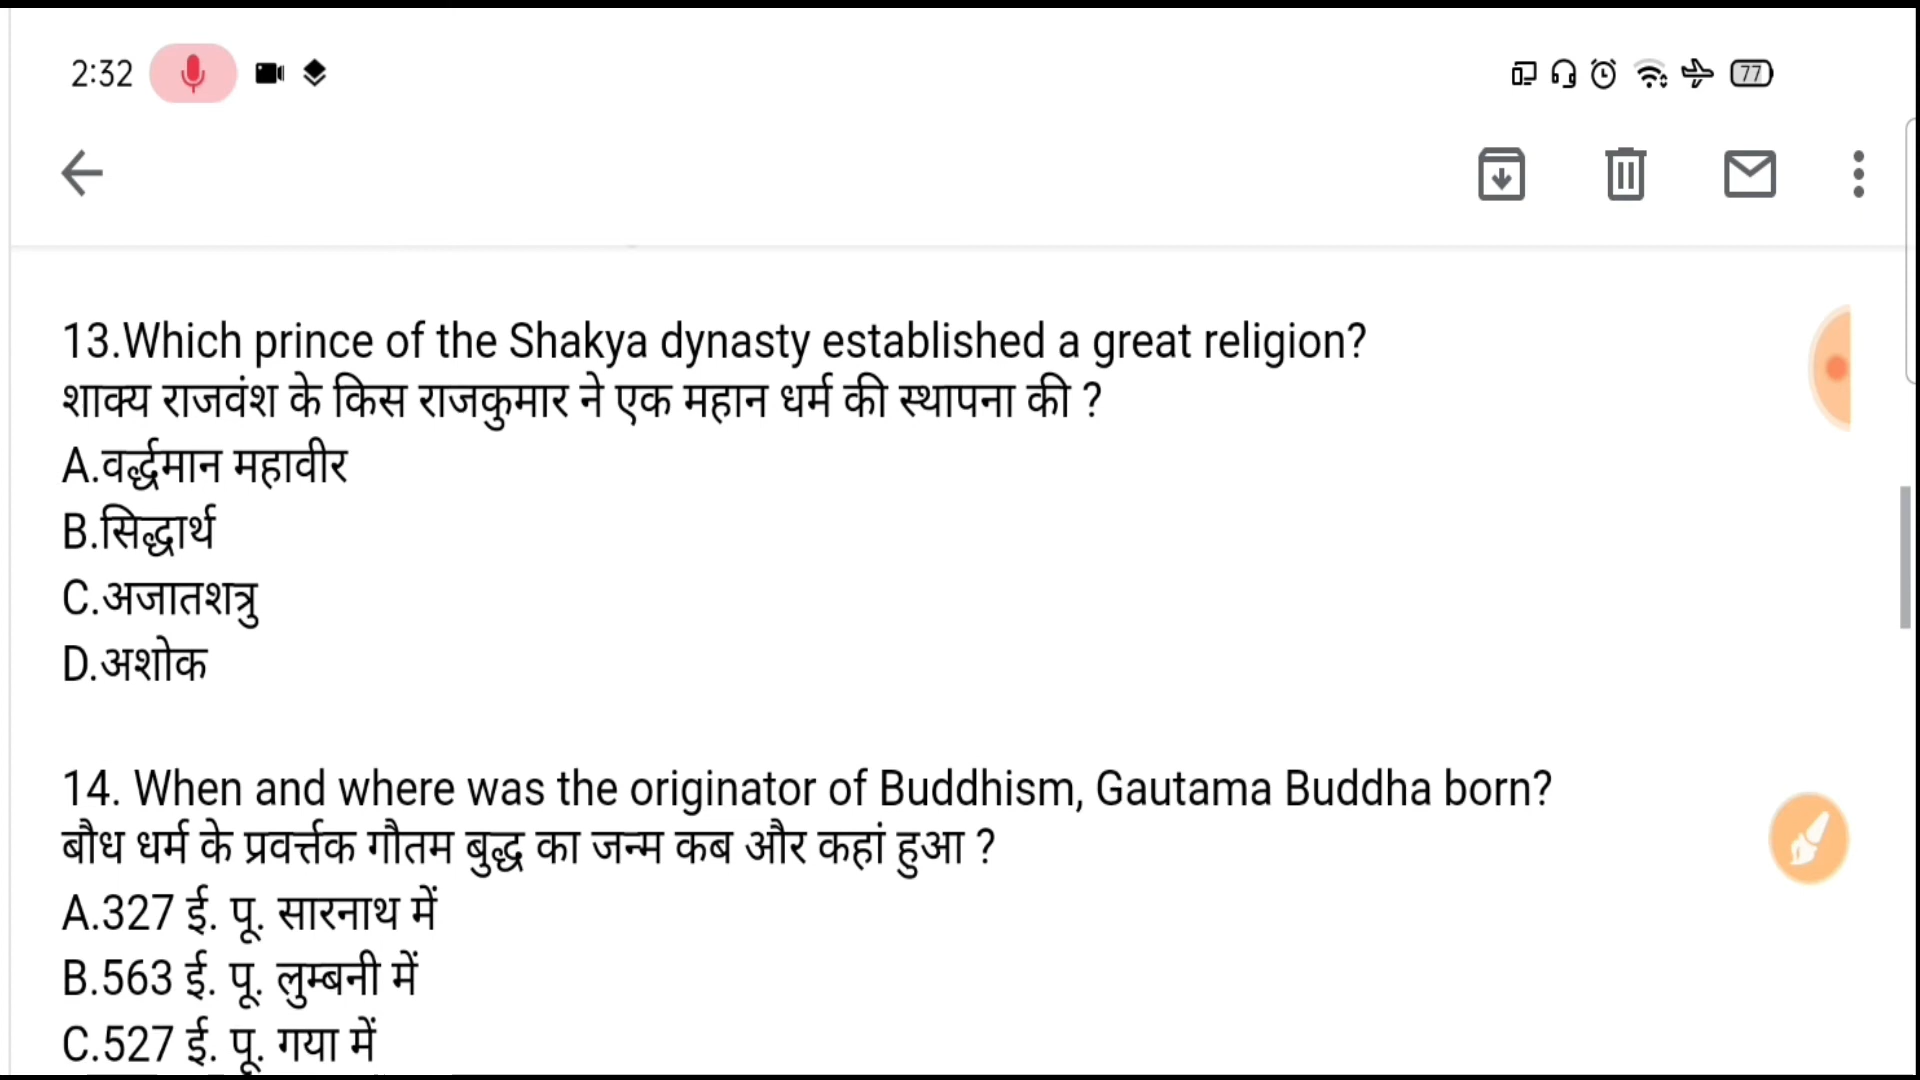 2:32
77
13.Which prince of the Shakya dynasty established a great religion?
शाक्य राजवंश के किस राजकुमार ने एक महान धर्म की स्थापना की ?
A.वर्द्धमान महावीर
B.सिद्धार्थ
C.अजातशत्रु
D.अशोक
14. When and where was the originator of Buddhism, Gautama Buddha born?
बौध धर्म के प्रवर्त्तक गौतम बुद्ध का जन्म कब और कहां हुआ ?
A.327 ई. पू. सारनाथ में
B.563 ई. पू. लुम्बनी में
C.527 ई. पू. गया में